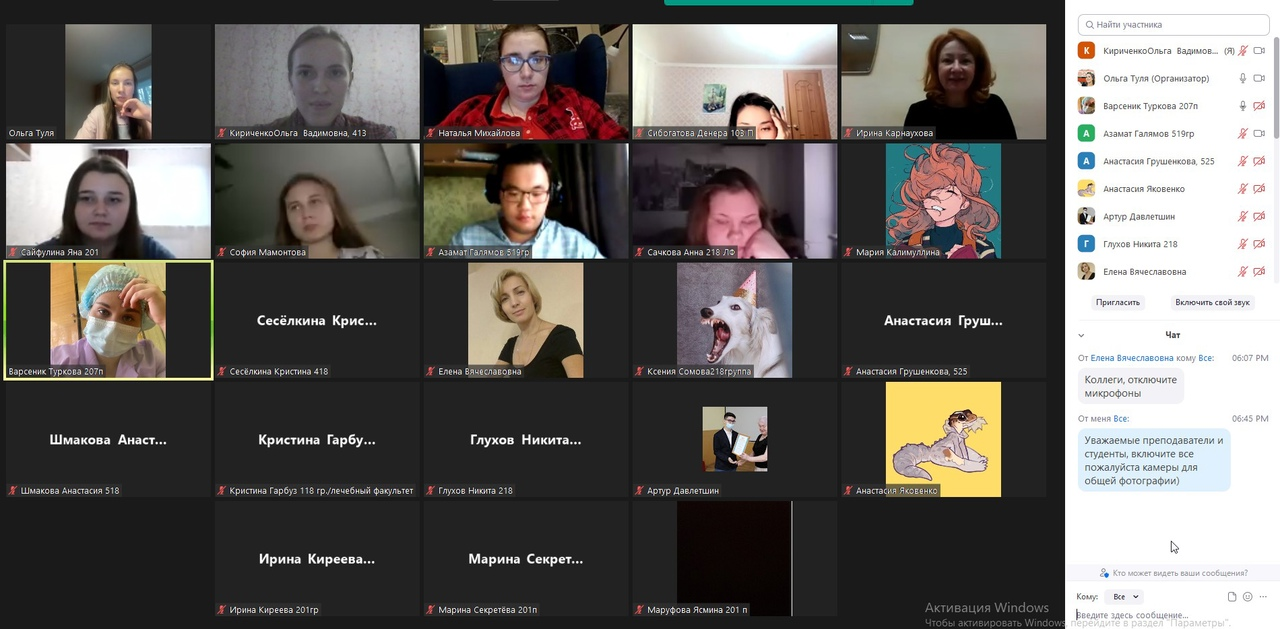 Ольга Туля
КириченкоОльга Вадимовна, 413
Наталья Михайлова
Сибогатова Денера 103 П
Ирина Карнаухова
Сайфулина Яна 201
София Мамонтова
Азамат Галямов 519гр
Сачкова Анна 218 ЛФ
Мария Калимуллина
Варсеник Туркова 207п
Сесёлкина Крис...
Сесёлкина Кристина 418
Елена Вячеславовна
Ксения Сомова218группа
Анастасия Груш...
Анастасия Грушенкова, 525
Шмакова Анаст...
Шмакова Анастасия 518
Кристина Гарбу...
Кристина Гарбуз 118 гр./лечебный факультет
Глухов Никита...
Глухов Никита 218
Артур Давлетшин
Анастасия Яковенко
Ирина Киреева...
Ирина Киреева 201гр
Марина Секрет...
Марина Секретёва 201п
Маруфова Ясмина 201 п
Найти участника
К КириченкоОльга Вадимов... (Я)
Ольга Туля (Организатор)
Варсеник Туркова 207п
А Азамат Галямов 519гр
А Анастасия Грушенкова, 525
Анастасия Яковенко
Артур Давлетшин
Г Глухов Никита 218
Елена Вячеславовна
Пригласить Включить свой звук
Чат
От Елена Вячеславовна кому Все: 06:07 PM
Коллеги, отключите
микрофоны
От меня Все: 06:45 PM
Уважаемые преподаватели и
студенты, включите все
пожалуйста камеры для
общей фотографии)
Кто может видеть ваши сообщения?
Кому: Все
Введите здесь сообщение...
Активация Windows
Чтобы активировать Windows, перейдите в раздел "Параметры".